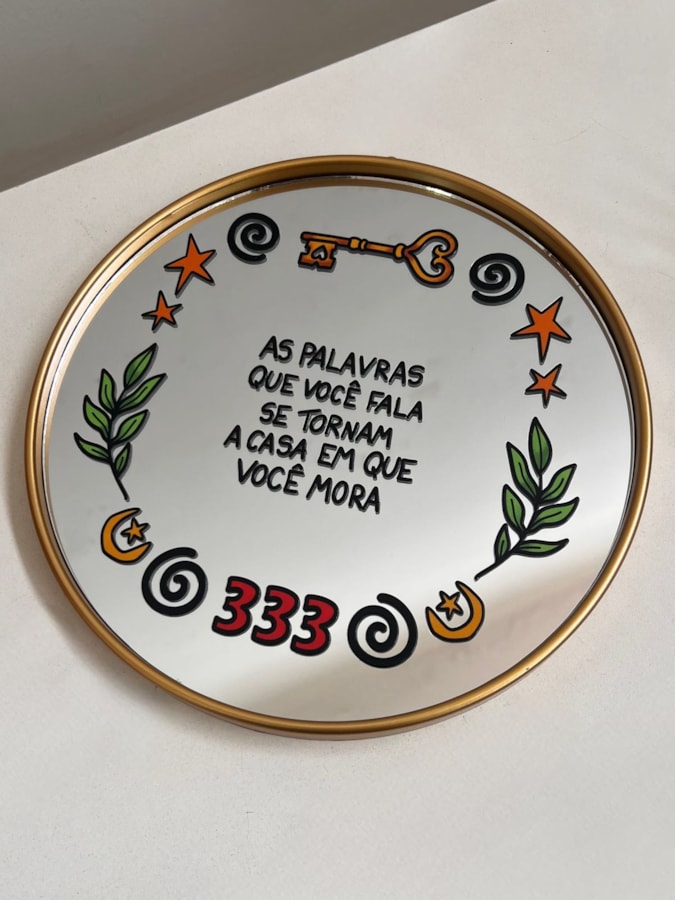 AS PALAVRAS
QUE VOCÊ FALA
SE TORNAM
A CASA EM QUE
VOCÊ MORA
333